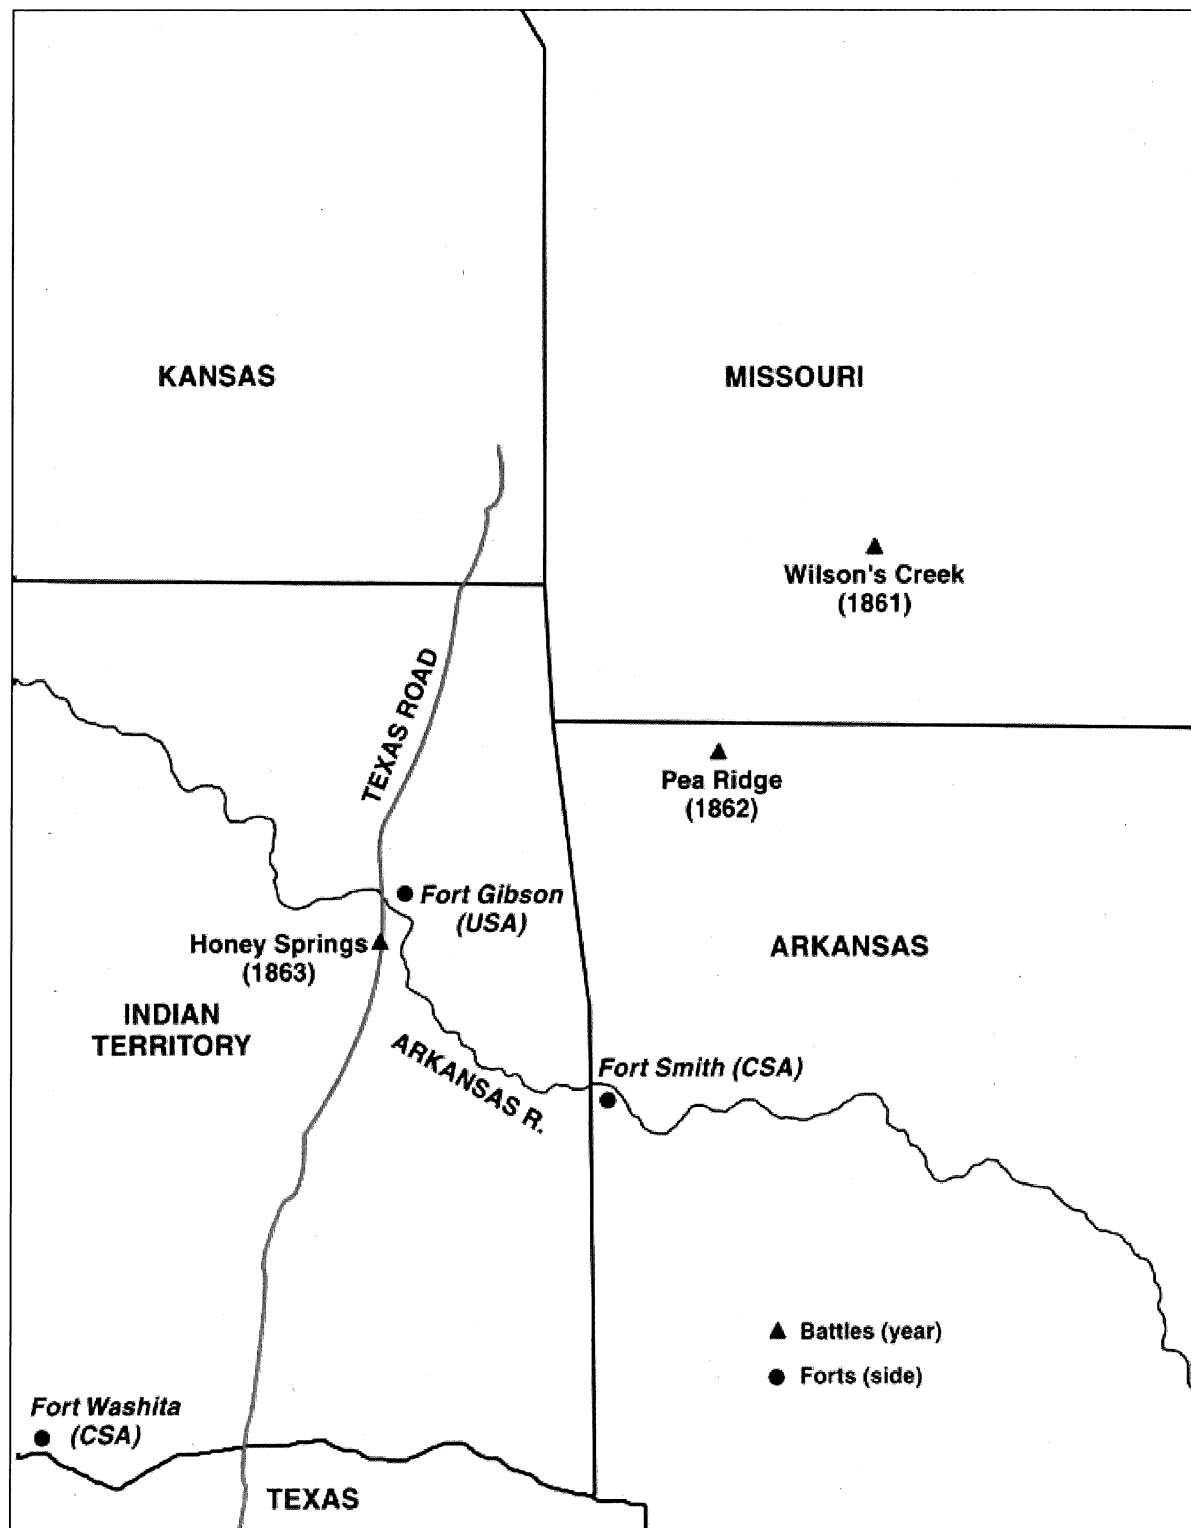 KANSAS
MISSOURI
Wilson's Creek
(1861)
TEXAS ROAD
Pea Ridge
(1862)
Fort Gibson
(USA)
Honey Springs
(1863)
ARKANSAS
INDIAN
TERRITORY
ARKANSAS R.
Fort Smith (CSA)
Battles (year)
Forts (side)
Fort Washita
(CSA)
TEXAS